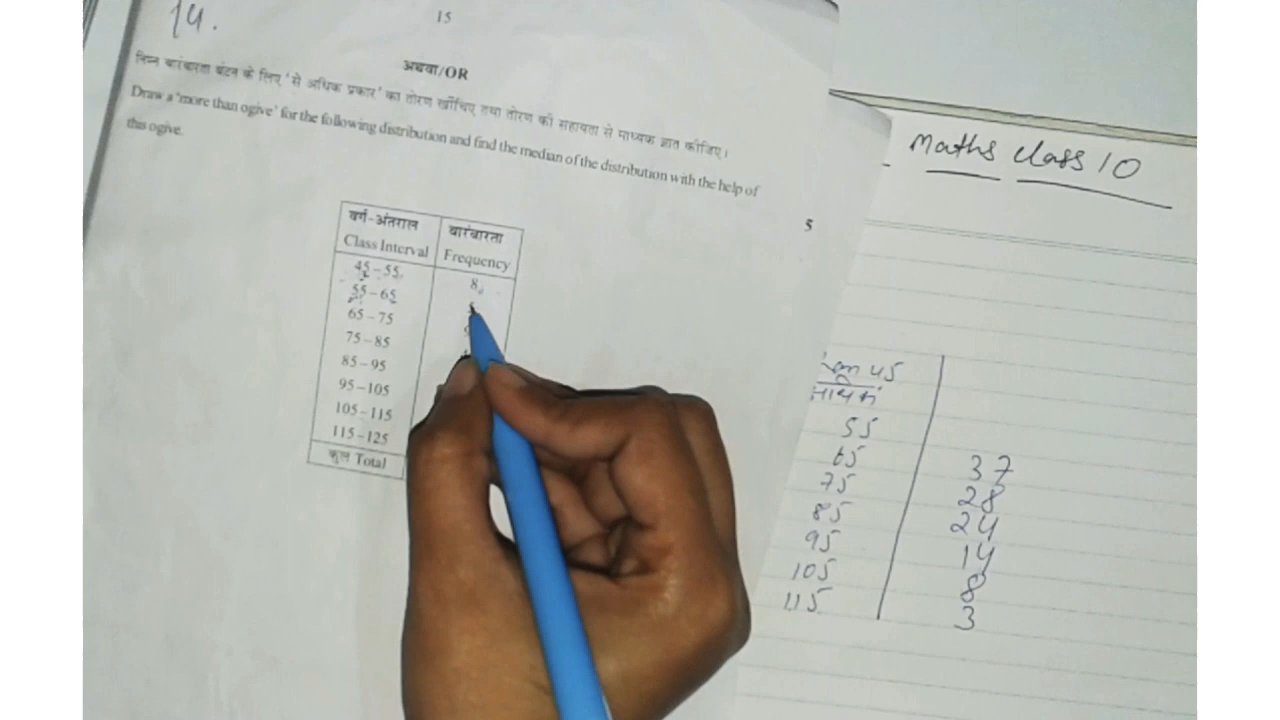 14.
15
अथवा/OR
निम्न बारंबारता बंटन के लिए 'से अधिक प्रकार' का तोरण खींचिए तथा तोरण की सहायता से माध्यक ज्ञात कीजिए।
Draw a 'more than ogive' for the following distribution and find the median of the distribution with the help of
this ogive.
5
वर्ग-अंतराल बारंबारता
Class Interval Frequency
45-55 8
55-65 5
65-75
75-85
85-95
95-105
105-115
115-125
कुल Total
Maths class 10
45
55
65 37
75 28
85 24
95 14
105 8
115 3